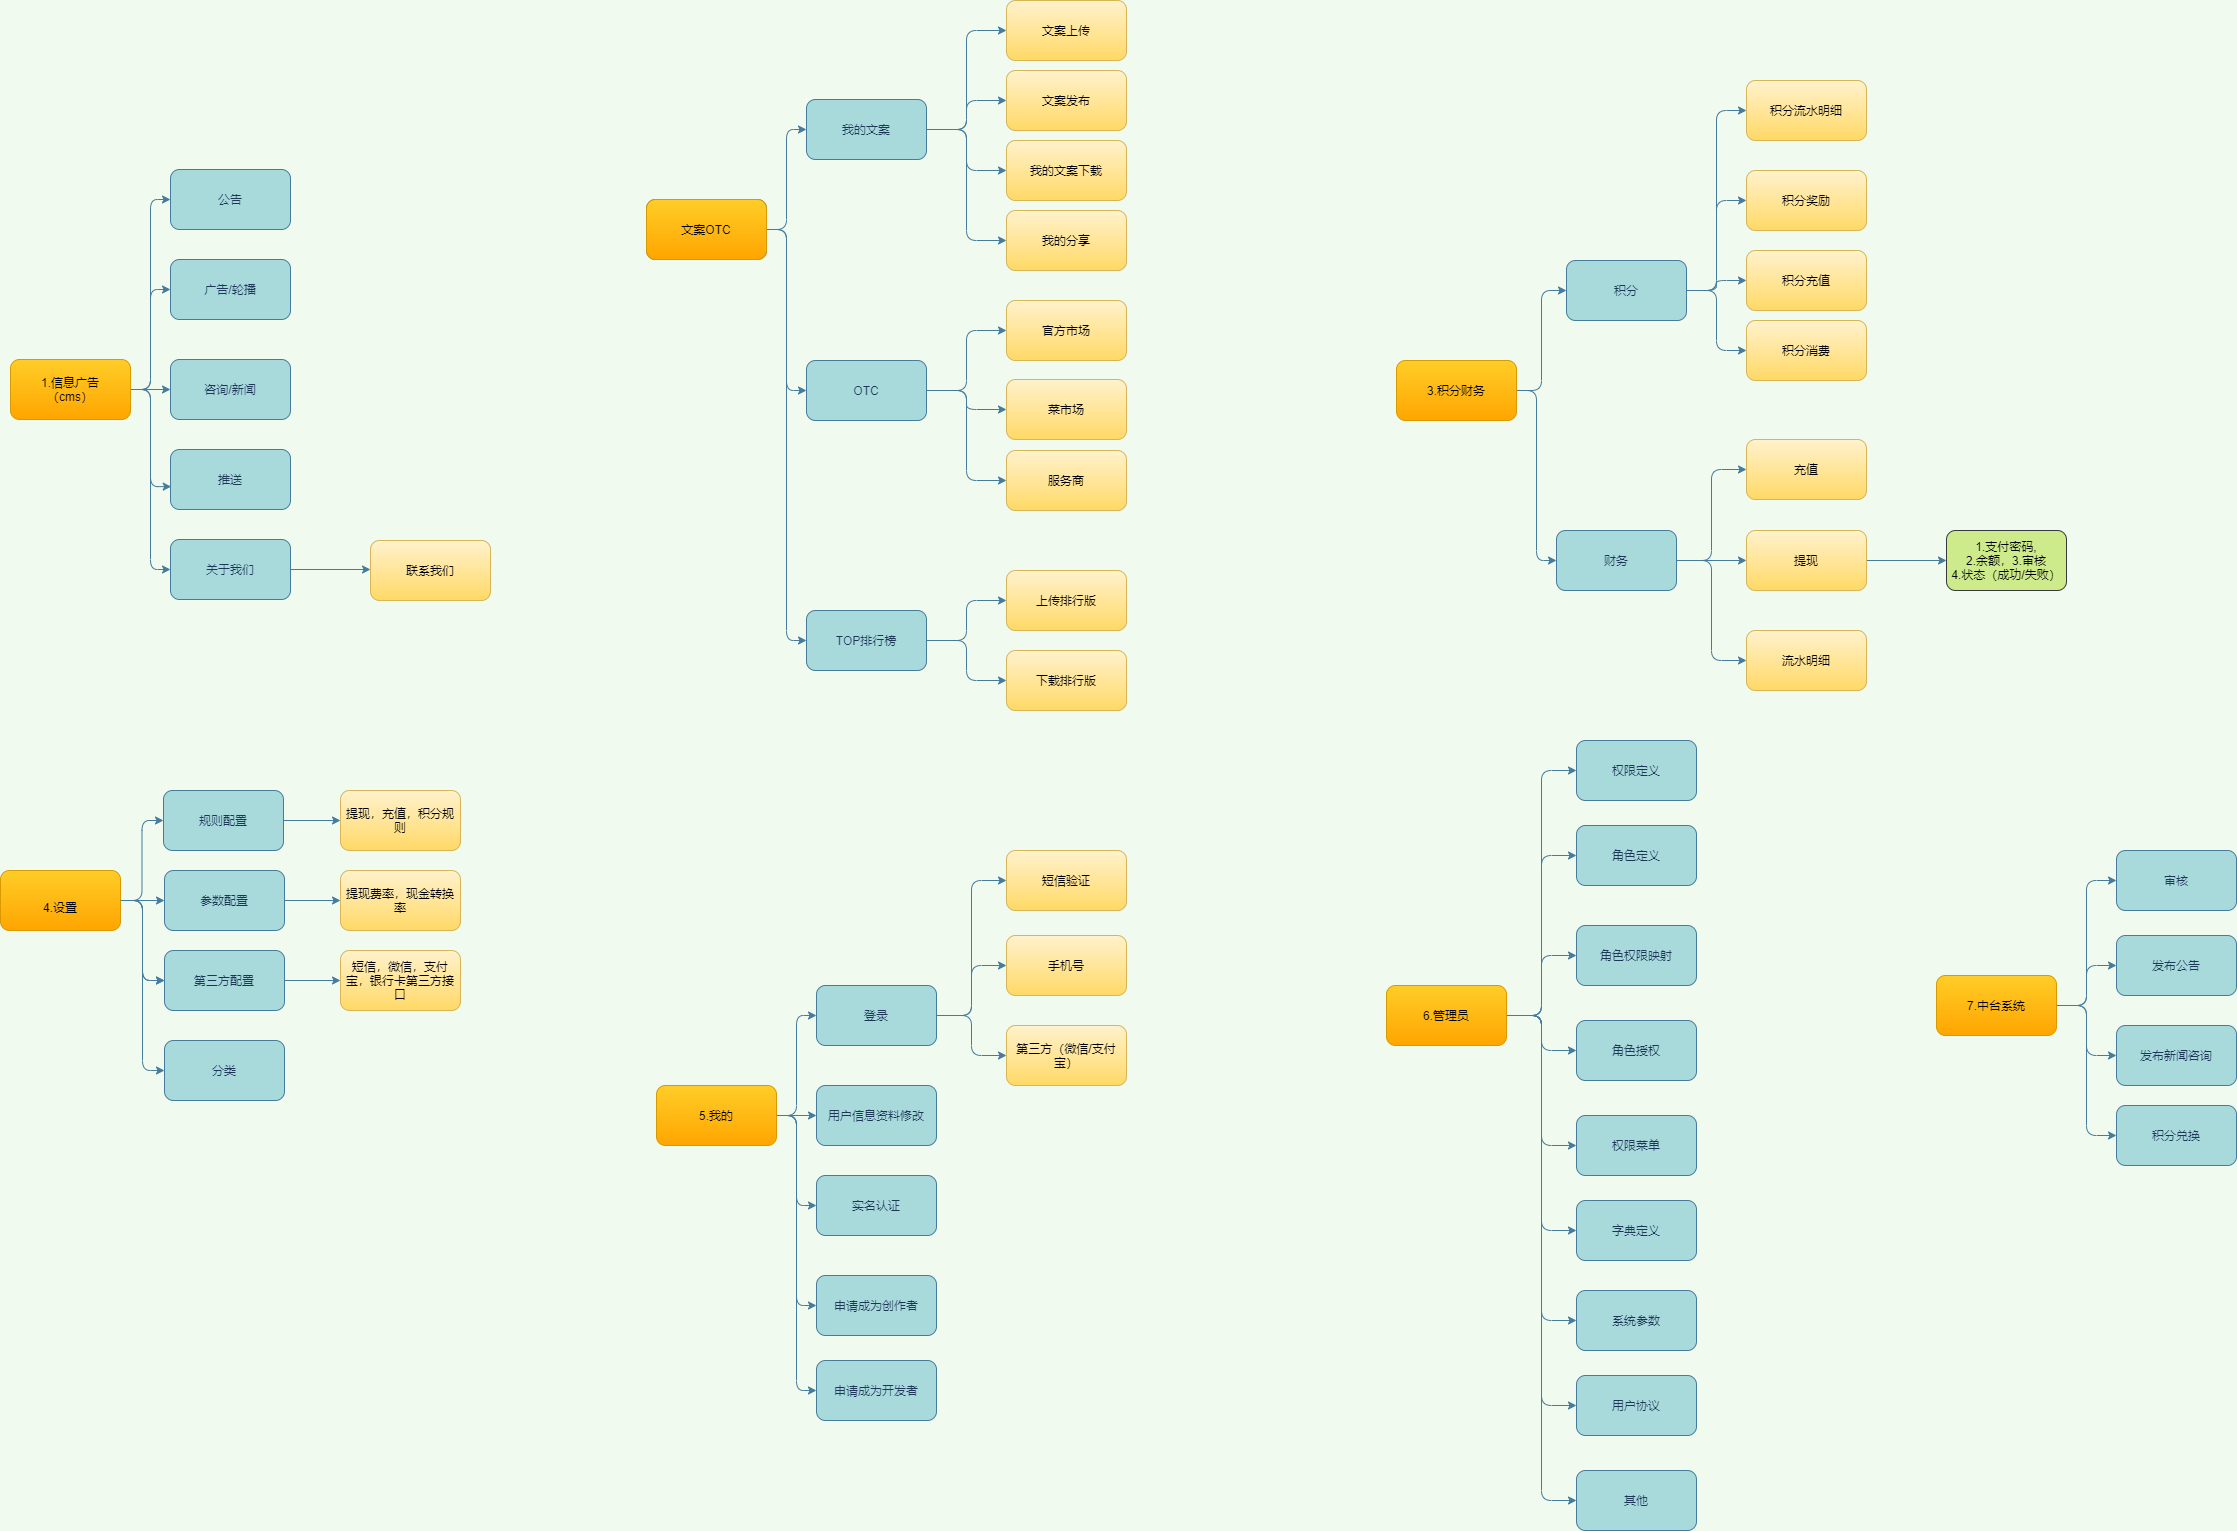 1.信息广告
（cms）
公告
广告/轮播
咨询/新闻
推送
关于我们
联系我们
文案OTC
我的文案
文案上传
文案发布
我的文案下载
我的分享
OTC
官方市场
菜市场
服务商
TOP排行榜
上传排行版
下载排行版
3.积分财务
积分
积分流水明细
积分奖励
积分充值
积分消费
财务
充值
提现
1.支付密码,
2.余额，3.审核
4.状态（成功/失败）
流水明细
4.设置
规则配置
提现，充值，积分规
则
参数配置
提现费率，现金转换
率
第三方配置
短信，微信，支付
宝，银行卡第三方接
口
分类
5.我的
登录
短信验证
手机号
第三方（微信/支付
宝）
用户信息资料修改
实名认证
申请成为创作者
申请成为开发者
6.管理员
权限定义
角色定义
角色权限映射
角色授权
权限菜单
字典定义
系统参数
用户协议
其他
7.中台系统
审核
发布公告
发布新闻咨询
积分兑换